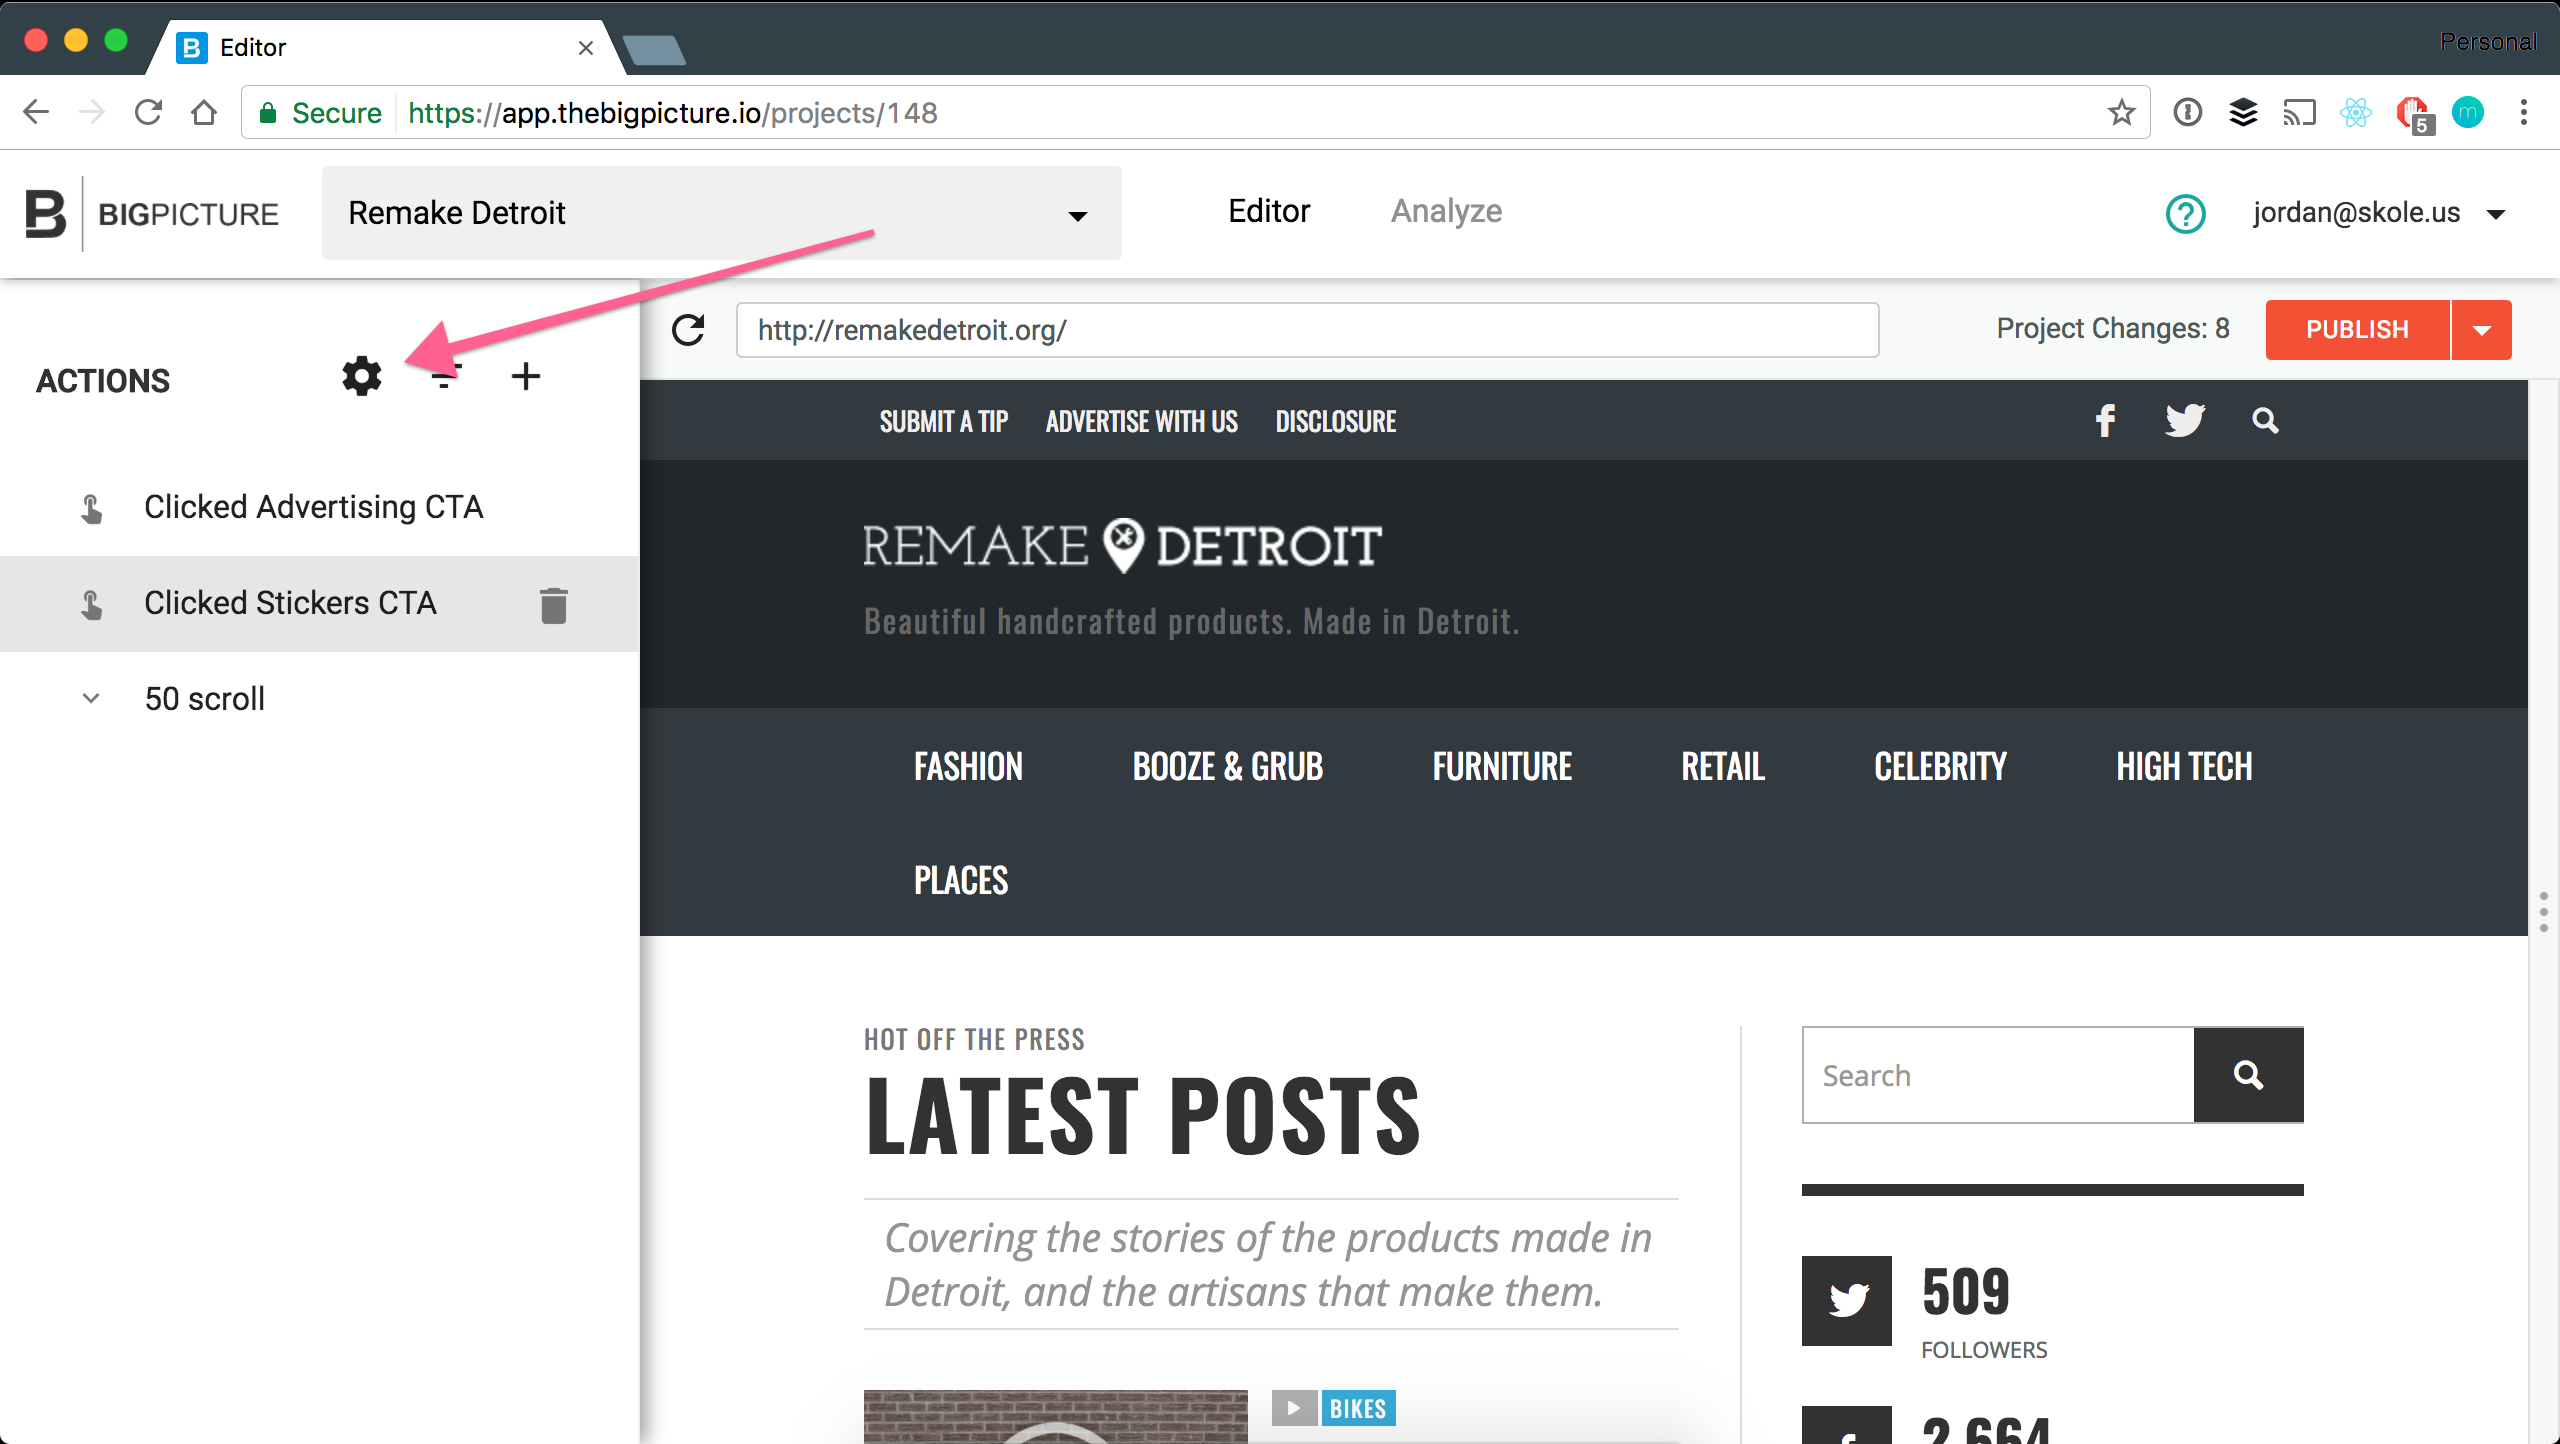 Editor
Personal
Secure
https://app.thebigpicture.io/projects/148
5
m
BIGPICTURE
Remake Detroit
Editor
Analyze
jordan@skole.us
http://remakedetroit.org/
Project Changes: 8
PUBLISH
ACTIONS
Clicked Advertising CTA
Clicked Stickers CTA
50 scroll
SUBMIT A TIP
ADVERTISE WITH US
DISCLOSURE
REMAKE DETROIT
Beautiful handcrafted products. Made in Detroit.
FASHION
BOOZE & GRUB
FURNITURE
RETAIL
CELEBRITY
HIGH TECH
PLACES
HOT OFF THE PRESS
LATEST POSTS
Covering the stories of the products made in
Detroit, and the artisans that make them.
BIKES
Search
509
FOLLOWERS
2,664